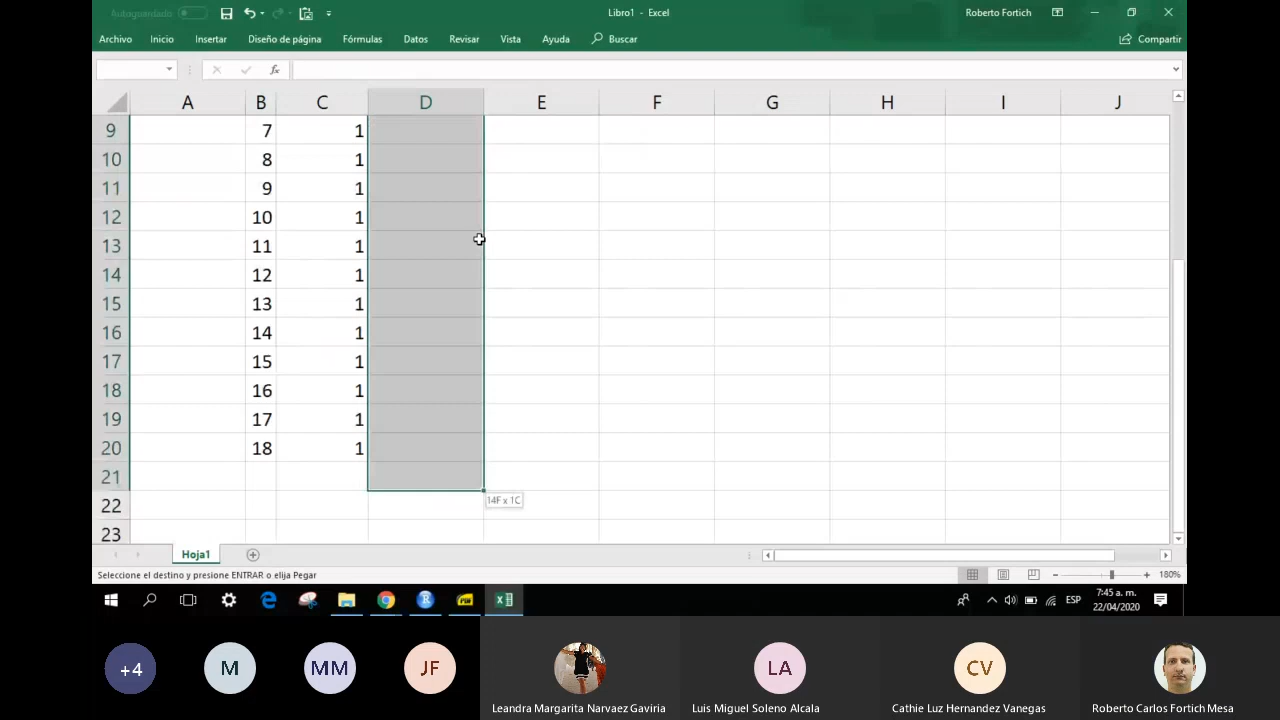 Autoguardado
Libro1 - Excel
Roberto Fortich
Archivo Inicio Insertar Diseño de página Fórmulas Datos Revisar Vista Ayuda Buscar Compartir
fx
A B C D E F G H I J
9 7 1
10 8 1
11 9 1
12 10 1
13 11 1
14 12 1
15 13 1
16 14 1
17 15 1
18 16 1
19 17 1
20 18 1
21
14F x 1C
22
23
Hoja1
Seleccione el destino y presione ENTRAR o elija Pegar
180%
ESP
7:45 a. m.
22/04/2020
+4 M MM JF LA CV
Leandra Margarita Narvaez Gaviria Luis Miguel Soleno Alcala Cathie Luz Hernandez Vanegas Roberto Carlos Fortich Mesa